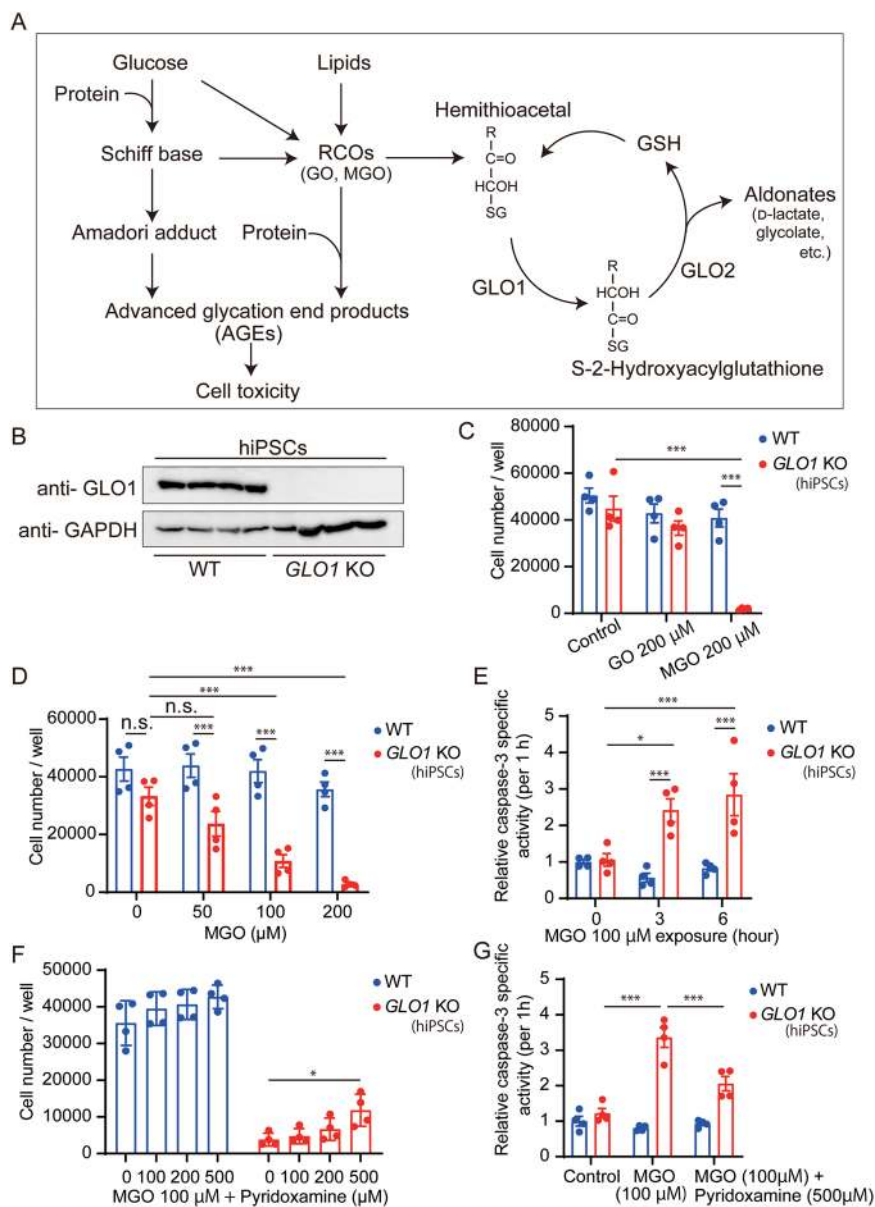 A
Glucose
Lipids
Protein
Hemithioacetal
R
C=O
HCOH
SG
GSH
Schiff base
RCOs
(GO, MGO)
Aldonates
(D-lactate,
glycolate,
etc.)
Amadori adduct
Protein
GLO1
GLO2
R
HCOH
C=O
SG
Advanced glycation end products
(AGEs)
S-2-Hydroxyacylglutathione
Cell toxicity
B
hiPSCs
anti- GLO1
anti- GAPDH
WT
GLO1 KO
C
WT
GLO1 KO
(hiPSCs)
***
***
Cell number / well
80000
60000
40000
20000
0
Control
GO 200 μM
MGO 200 μM
D
WT
GLO1 KO
(hiPSCs)
***
***
n.s.
n.s.
***
***
***
Cell number / well
60000
40000
20000
0
0
50
100
200
MGO (μM)
E
WT
GLO1 KO
(hiPSCs)
***
*
***
***
Relative caspase-3 specific
activity (per 1 h)
5
4
3
2
1
0
0
3
6
MGO 100 μM exposure (hour)
F
WT
GLO1 KO
(hiPSCs)
*
Cell number / well
50000
40000
30000
20000
10000
0
0 100 200 500
0 100 200 500
MGO 100 μM + Pyridoxamine (μM)
G
WT
GLO1 KO
(hiPSCs)
***
***
Relative caspase-3 specific
activity (per 1h)
5
4
3
2
1
0
Control
MGO
(100 μM)
MGO (100μM) +
Pyridoxamine (500μM)